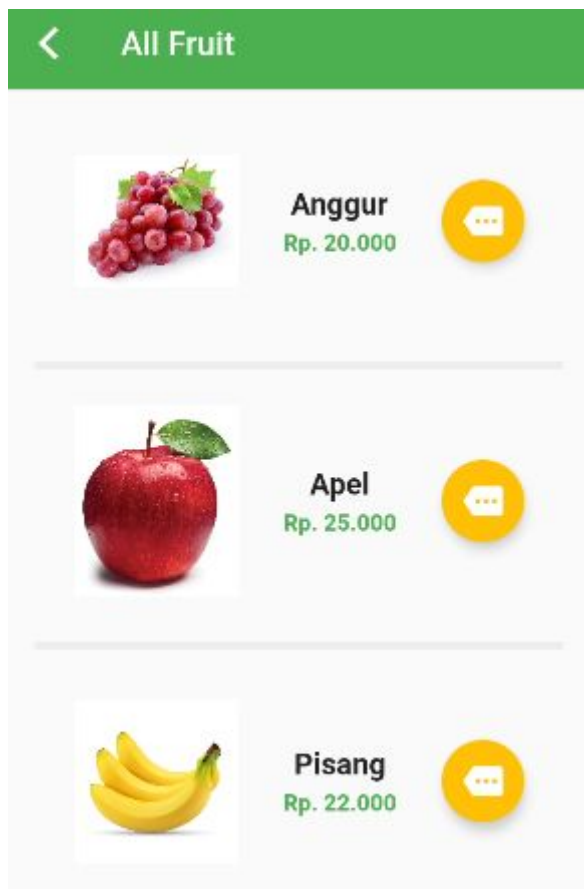 All Fruit
Anggur
Rp. 20.000
Apel
Rp. 25.000
Pisang
Rp. 22.000